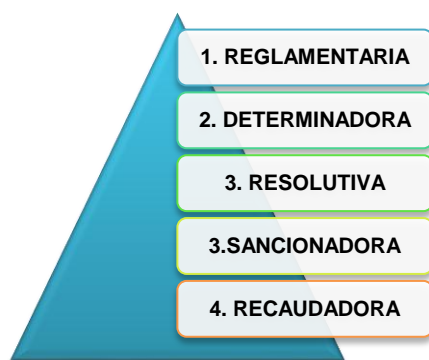 1. REGLAMENTARIA
2. DETERMINADORA
3. RESOLUTIVA
3.SANCIONADORA
4. RECAUDADORA